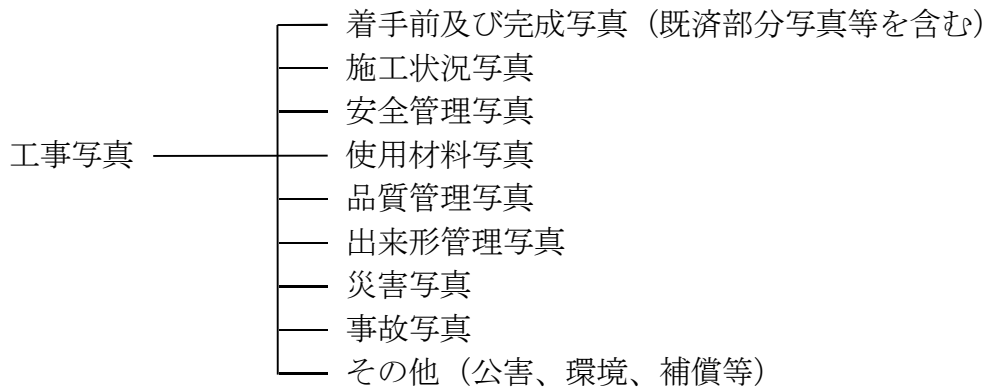 着手前及び完成写真（既済部分写真等を含む）
施工状況写真
安全管理写真
工事写真
使用材料写真
品質管理写真
出来形管理写真
災害写真
事故写真
その他（公害、環境、補償等）